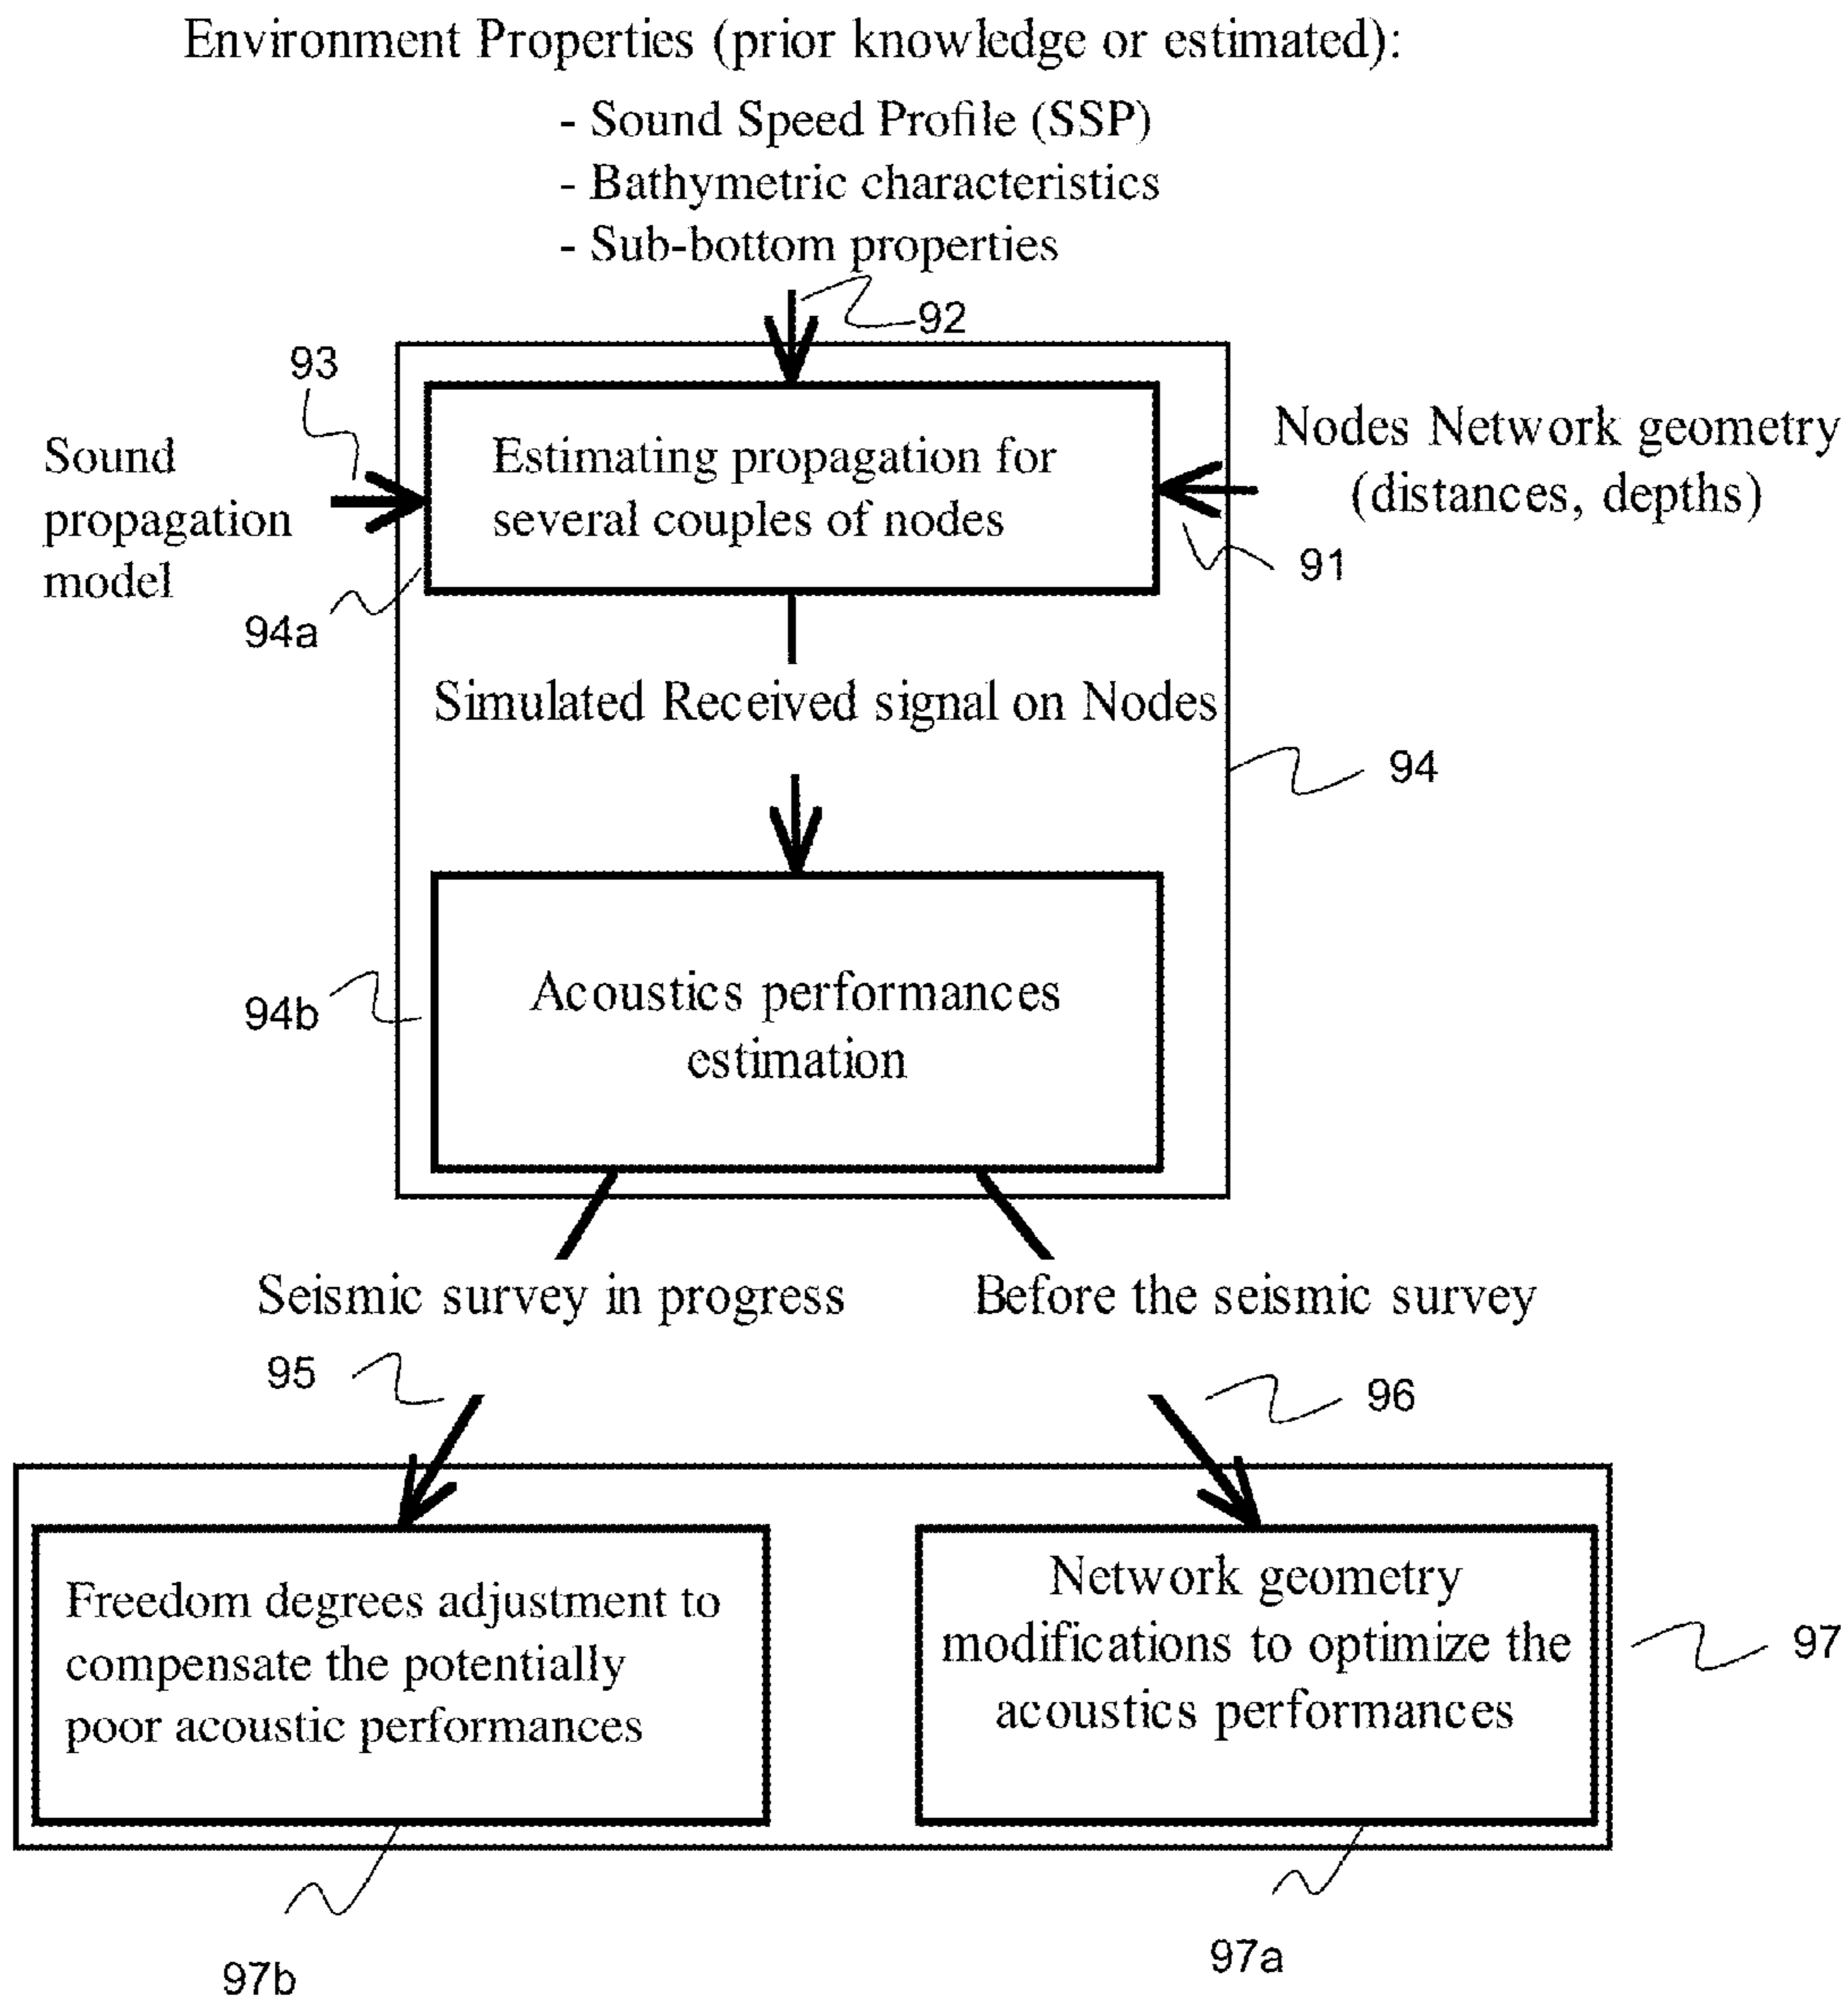 Environment Properties (prior knowledge or estimated):
- Sound Speed Profile (SSP)
- Bathymetric characteristics
- Sub-bottom properties
92
93
Sound
propagation
model
Estimating propagation for
several couples of nodes
Nodes Network geometry
(distances, depths)
91
94a
Simulated Received signal on Nodes
94
94b
Acoustics performances
estimation
Seismic survey in progress
Before the seismic survey
95
96
Freedom degrees adjustment to
compensate the potentially
poor acoustic performances
Network geometry
modifications to optimize the
acoustics performances
97
97b
97a